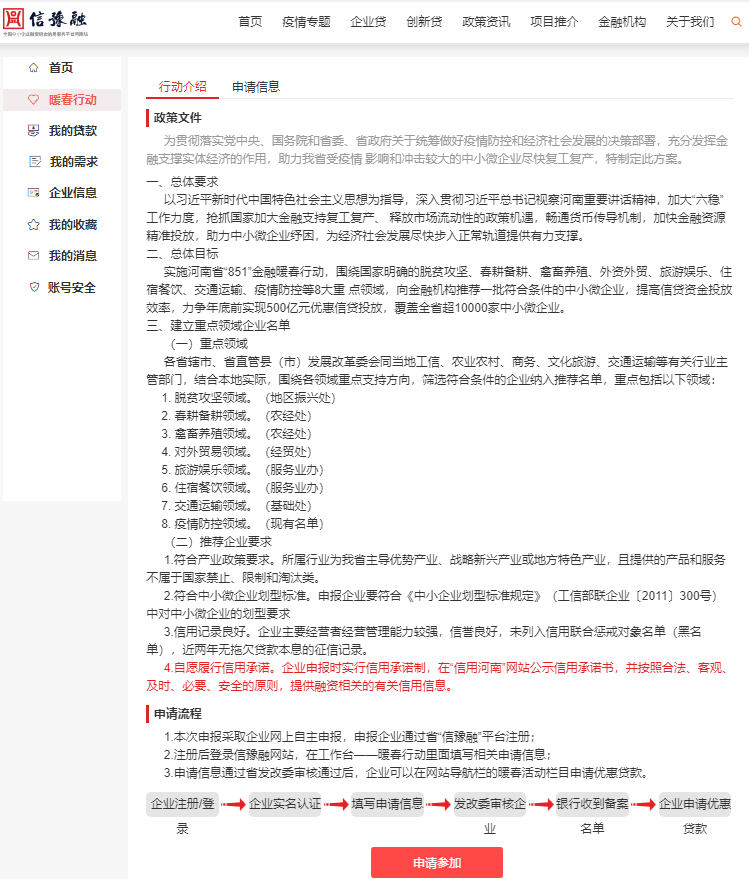 信豫融
全国中小企业融资综合信用服务平台河南站
首页 疫情专题 企业贷 创新贷 政策资讯 项目推介 金融机构 关于我们
首页
暖春行动
我的贷款
我的需求
企业信息
我的收藏
我的消息
账号安全
行动介绍 申请信息
政策文件
为贯彻落实党中央、国务院和省委、省政府关于统筹做好疫情防控和经济社会发展的决策部署，充分发挥金
融支撑实体经济的作用，助力我省受疫情 影响和冲击较大的中小微企业尽快复工复产，特制定此方案。
一、总体要求
以习近平新时代中国特色社会主义思想为指导，深入贯彻习近平总书记视察河南重要讲话精神，加大“六稳”
工作力度，抢抓国家加大金融支持复工复产、 释放市场流动性的政策机遇，畅通货币传导机制，加快金融资源
精准投放，助力中小微企业纾困，为经济社会发展尽快步入正常轨道提供有力支撑。
二、总体目标
实施河南省“851”金融暖春行动，围绕国家明确的脱贫攻坚、春耕备耕、畜畜养殖、外资外贸、旅游娱乐、住
宿餐饮、交通运输、疫情防控等8大重 点领域，向金融机构推荐一批符合条件的中小微企业，提高信贷资金投放
效率，力争年底前实现500亿元优惠信贷投放，覆盖全省超10000家中小微企业。
三、建立重点领域企业名单
（一）重点领域
各省辖市、省直管县（市）发展改革委会同当地工信、农业农村、商务、文化旅游、交通运输等有关行业主
管部门，结合本地实际，围绕各领域重点支持方向，筛选符合条件的企业纳入推荐名单，重点包括以下领域：
1. 脱贫攻坚领域。（地区振兴处）
2. 春耕备耕领域。（农经处）
3. 禽畜养殖领域。（农经处）
4. 对外贸易领域。（经贸处）
5. 旅游娱乐领域。（服务业办）
6. 住宿餐饮领域。（服务业办）
7. 交通运输领域。（基础处）
8. 疫情防控领域。（现有名单）
（二）推荐企业要求
1.符合产业政策要求。所属行业为我省主导优势产业、战略新兴产业或地方特色产业，且提供的产品和服务
不属于国家禁止、限制和淘汰类。
2.符合中小微企业划型标准。申报企业要符合《中小企业划型标准规定》（工信部联企业〔2011〕300号）
中对中小微企业的划型要求
3.信用记录良好。企业主要经营者经营管理能力较强，信誉良好，未列入信用联合惩戒对象名单（黑名
单），近两年无拖欠贷款本息的征信记录。
4.自愿履行信用承诺。企业申报时实行信用承诺制，在“信用河南”网站公示信用承诺书，并按照合法、客观、
及时、必要、安全的原则，提供融资相关的有关信用信息。
申请流程
1.本次申报采取企业网上自主申报，申报企业通过省“信豫融”平台注册；
2.注册后登录信豫融网站，在工作台——暖春行动里面填写相关申请信息；
3.申请信息通过省发改委审核通过后，企业可以在网站导航栏的暖春活动栏目申请优惠贷款。
企业注册/登 企业实名认证 填写申请信息 发改委审核企 银行收到备案 企业申请优惠
录 业 名单 贷款
申请参加